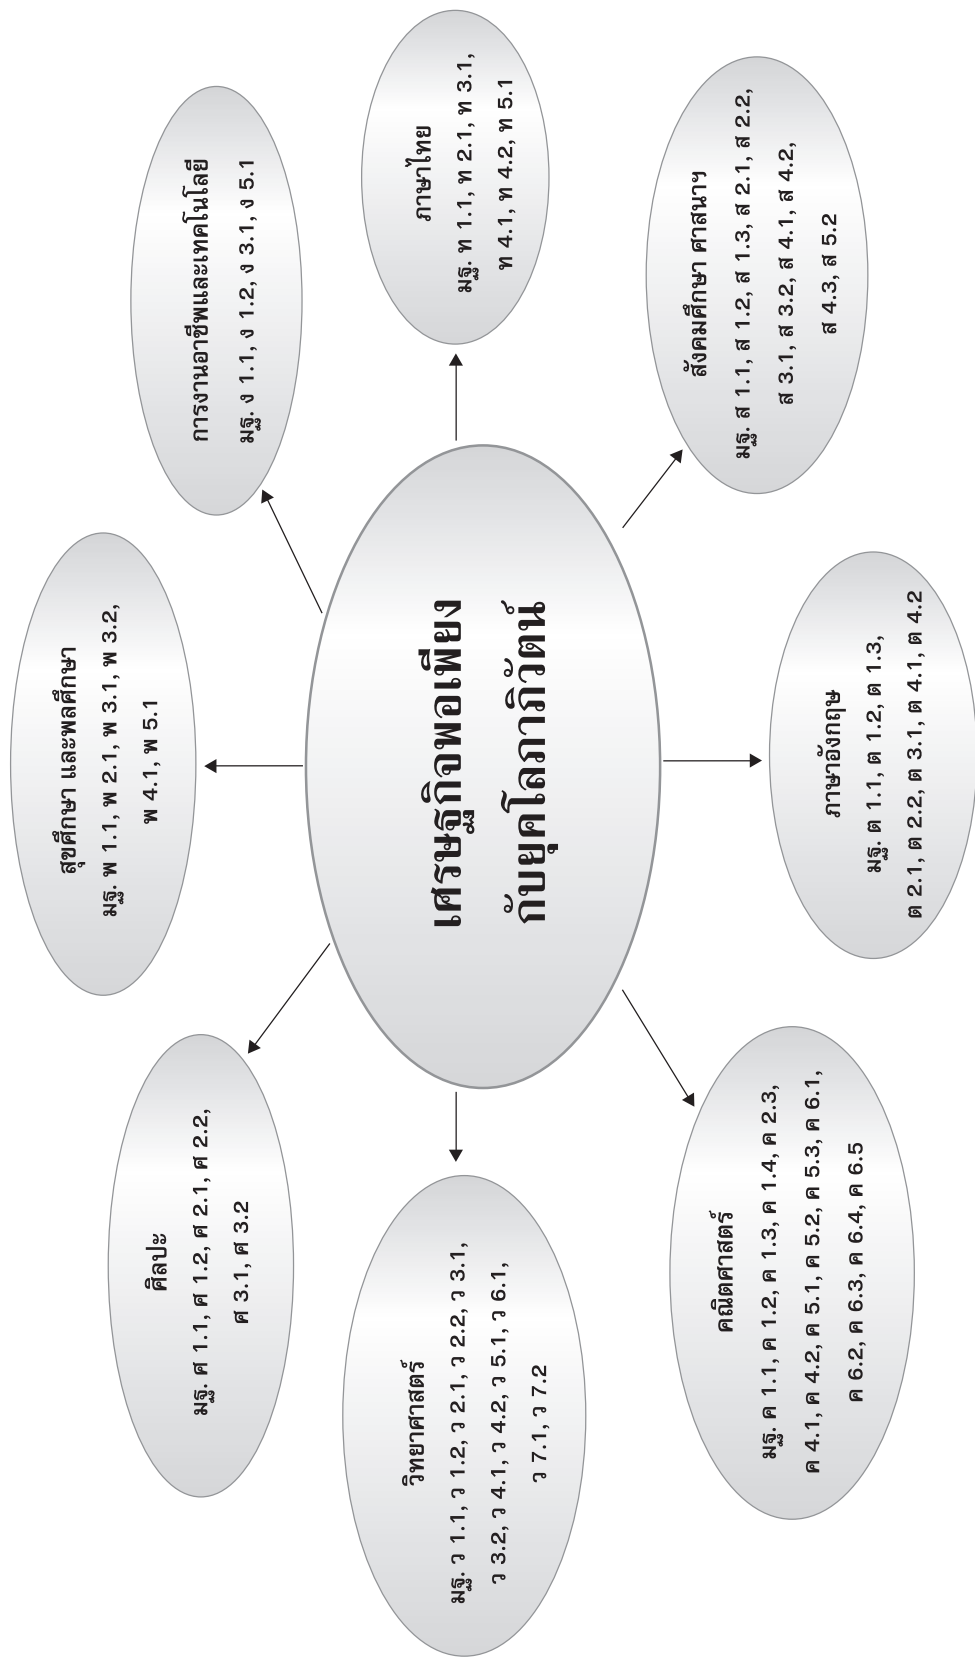 สุขศึกษา และพลศึกษา
มฐ. พ 1.1, พ 2.1, พ 3.1, พ 3.2,
พ 4.1, พ 5.1
การงานอาชีพและเทคโนโลยี
มฐ. ง 1.1, ง 1.2, ง 3.1, ง 5.1
ศิลปะ
มฐ. ศ 1.1, ศ 1.2, ศ 2.1, ศ 2.2,
ศ 3.1, ศ 3.2
เศรษฐกิจพอเพียง
กับยุคโลกาภิวัตน์
ภาษาไทย
มฐ. ท 1.1, ท 2.1, ท 3.1,
ท 4.1, ท 4.2, ท 5.1
วิทยาศาสตร์
มฐ. ว 1.1, ว 1.2, ว 2.1, ว 2.2, ว 3.1,
ว 3.2, ว 4.1, ว 4.2, ว 5.1, ว 6.1,
ว 7.1, ว 7.2
สังคมศึกษา ศาสนาฯ
มฐ. ส 1.1, ส 1.2, ส 1.3, ส 2.1, ส 2.2,
ส 3.1, ส 3.2, ส 4.1, ส 4.2,
ส 4.3, ส 5.2
คณิตศาสตร์
มฐ. ค 1.1, ค 1.2, ค 1.3, ค 1.4, ค 2.3,
ค 4.1, ค 4.2, ค 5.1, ค 5.2, ค 5.3, ค 6.1,
ค 6.2, ค 6.3, ค 6.4, ค 6.5
ภาษาอังกฤษ
มฐ. ต 1.1, ต 1.2, ต 1.3,
ต 2.1, ต 2.2, ต 3.1, ต 4.1, ต 4.2